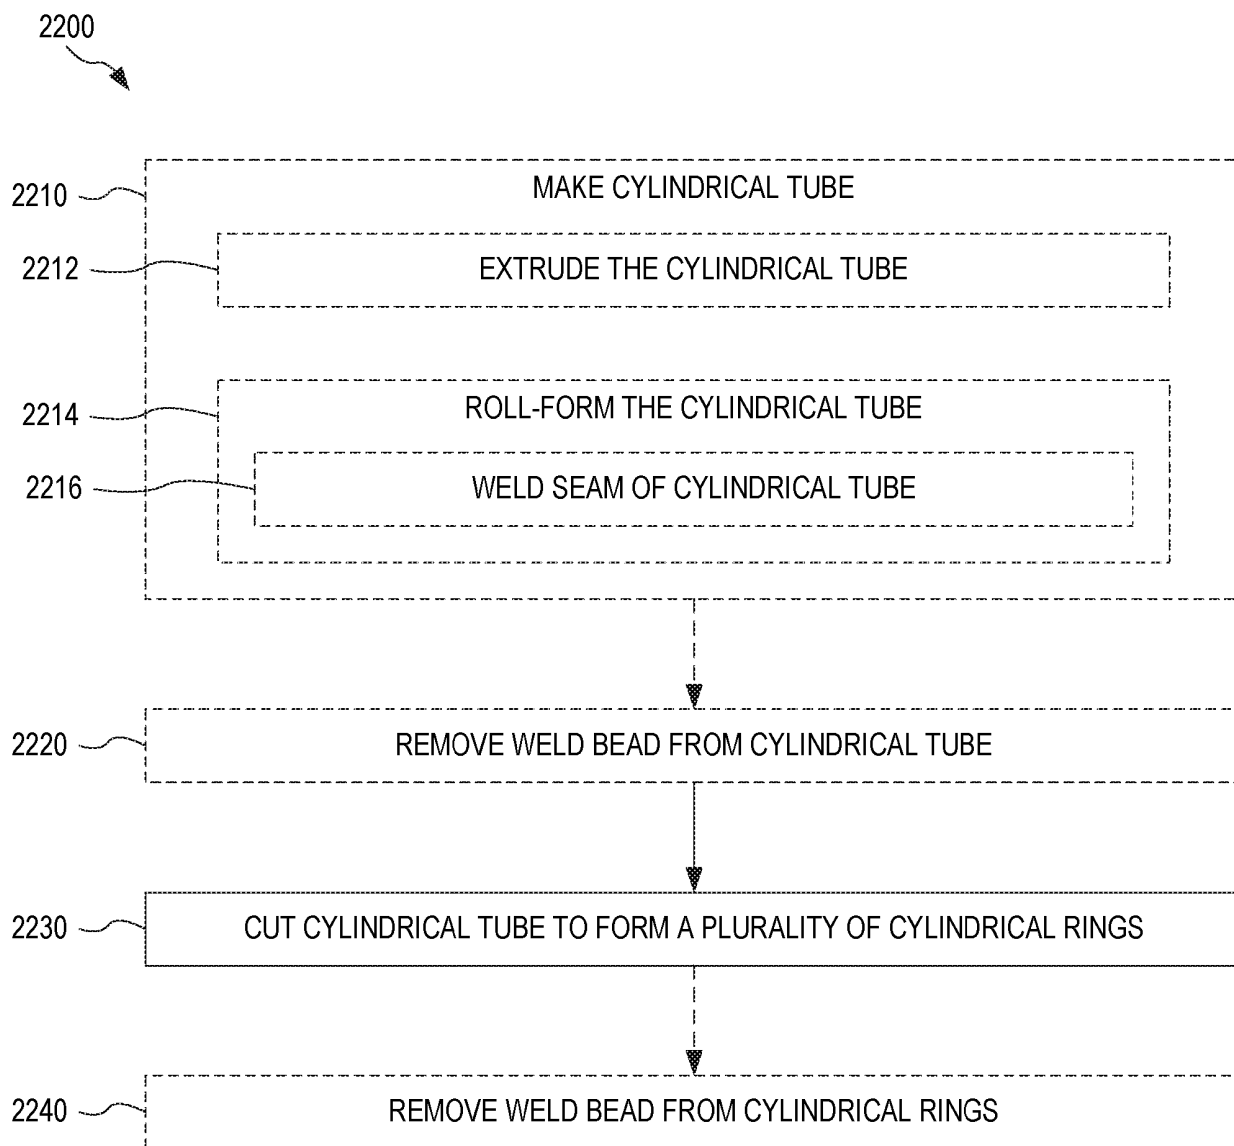 2200
2210
MAKE CYLINDRICAL TUBE
2212
EXTRUDE THE CYLINDRICAL TUBE
2214
ROLL-FORM THE CYLINDRICAL TUBE
2216
WELD SEAM OF CYLINDRICAL TUBE
2220
REMOVE WELD BEAD FROM CYLINDRICAL TUBE
2230
CUT CYLINDRICAL TUBE TO FORM A PLURALITY OF CYLINDRICAL RINGS
2240
REMOVE WELD BEAD FROM CYLINDRICAL RINGS